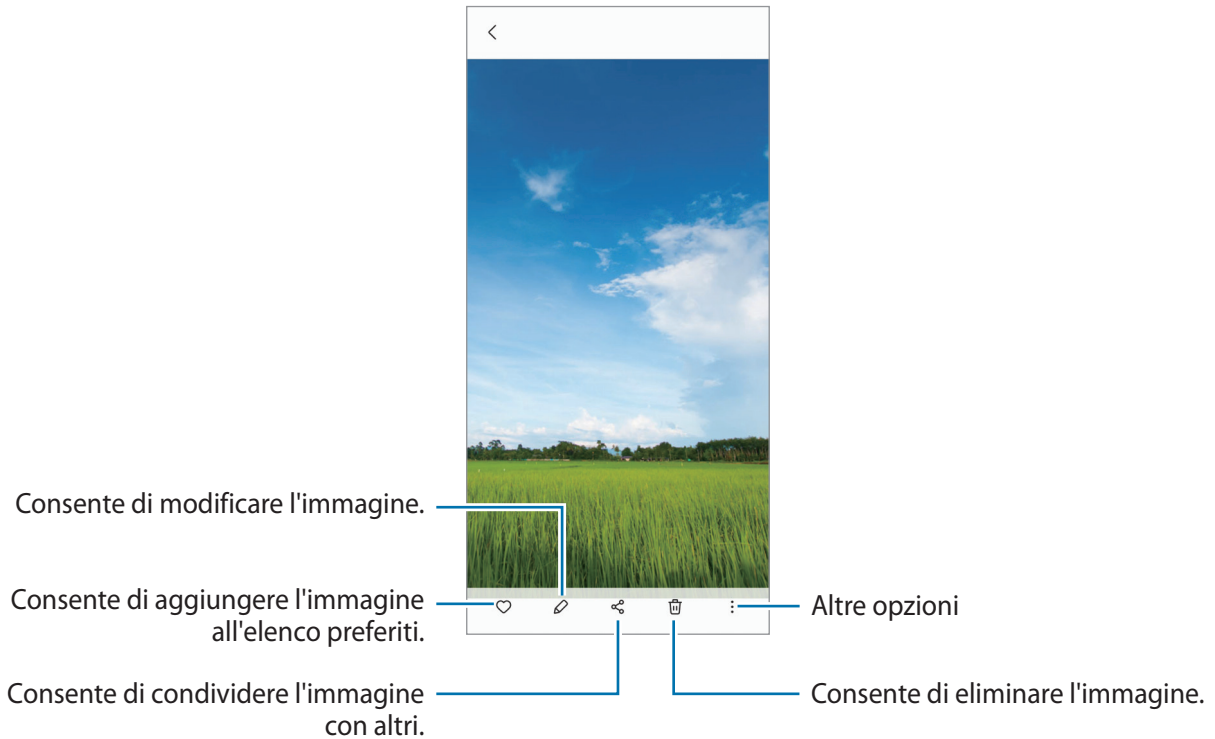 Consente di modificare l'immagine.
Consente di aggiungere l'immagine
all'elenco preferiti.
Altre opzioni
Consente di condividere l'immagine
con altri.
Consente di eliminare l'immagine.